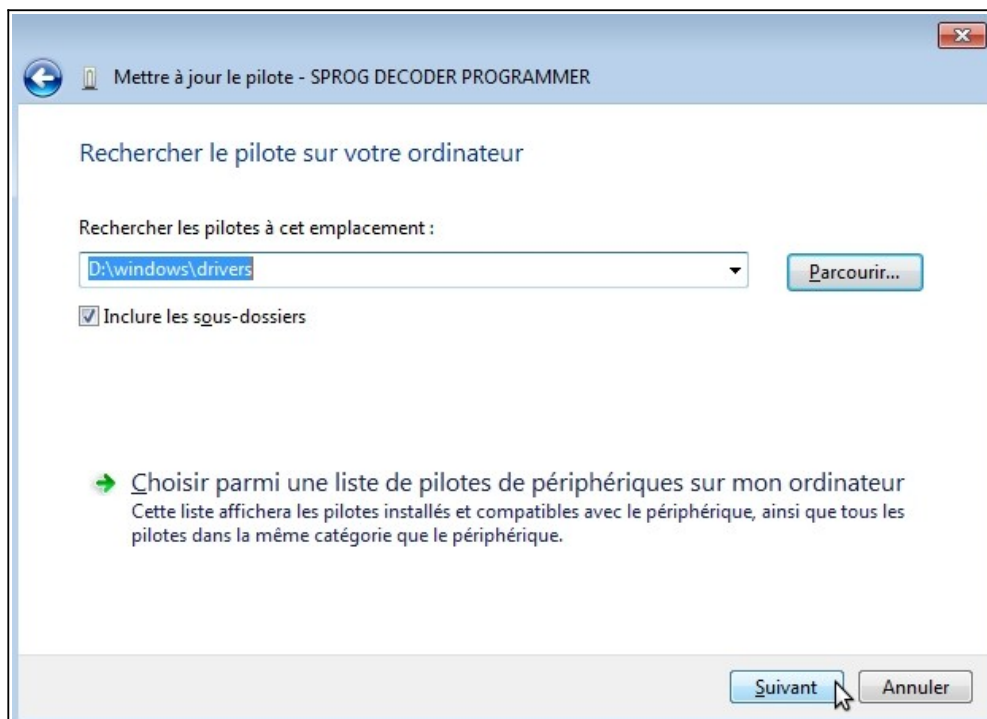 Mettre à jour le pilote - SPROG DECODER PROGRAMMER
Rechercher le pilote sur votre ordinateur
Rechercher les pilotes à cet emplacement :
D:\windows\drivers
Parcourir...
Inclure les sous-dossiers
Choisir parmi une liste de pilotes de périphériques sur mon ordinateur
Cette liste affichera les pilotes installés et compatibles avec le périphérique, ainsi que tous les
pilotes dans la même catégorie que le périphérique.
Suivant
Annuler